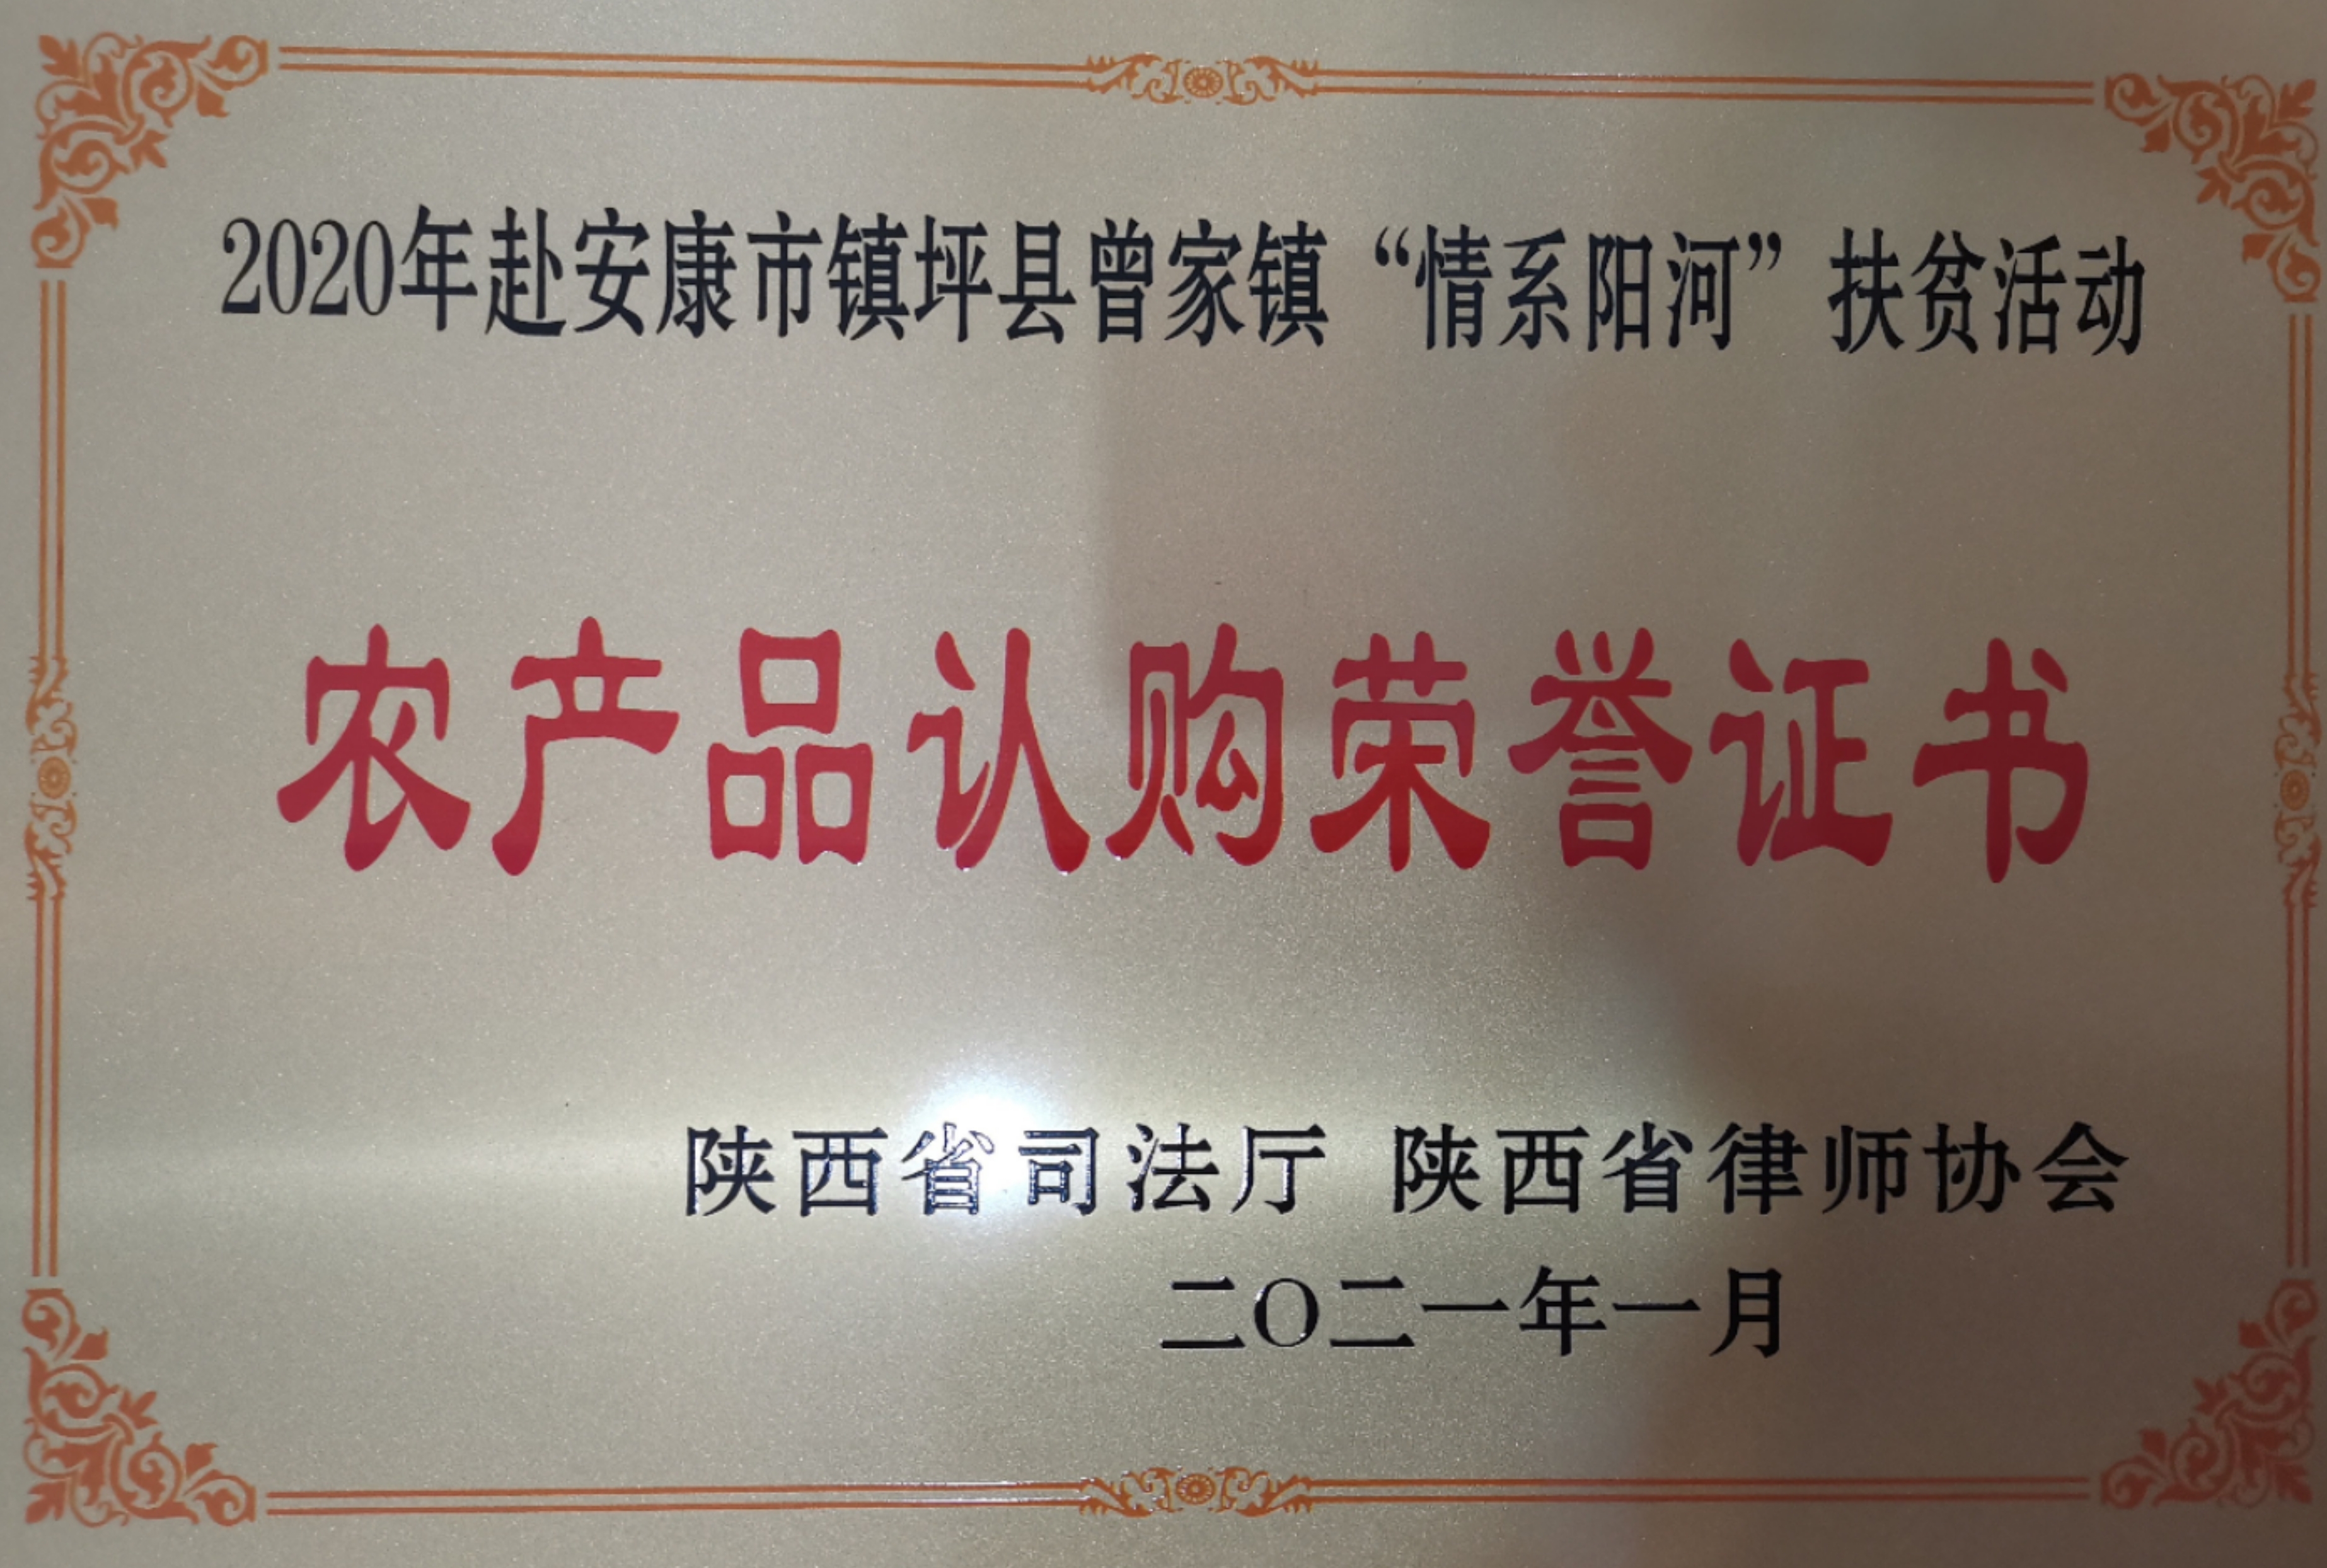 2020年赴安康市镇坪县曾家镇“情系阳河”扶贫活动
农产品认购荣誉证书
陕西省司法厅 陕西省律师协会
二〇二一年一月